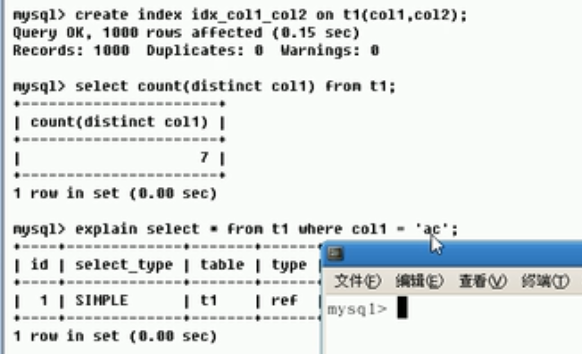 mysql> create index idx_col1_col2 on t1(col1,col2);
Query OK, 1000 rows affected (0.15 sec)
Records: 1000  Duplicates: 0  Warnings: 0
mysql> select count(distinct col1) from t1;
+----------------------+
| count(distinct col1) |
+----------------------+
|                    7 |
1 row in set (0.00 sec)
mysql> explain select * from t1 where col1 = 'ac';
| id | select_type | table | type |
|  1 | SIMPLE      | t1    | ref  |
1 row in set (0.00 sec)
文件(F) 编辑(E) 查看(V) 终端(T)
mysql>